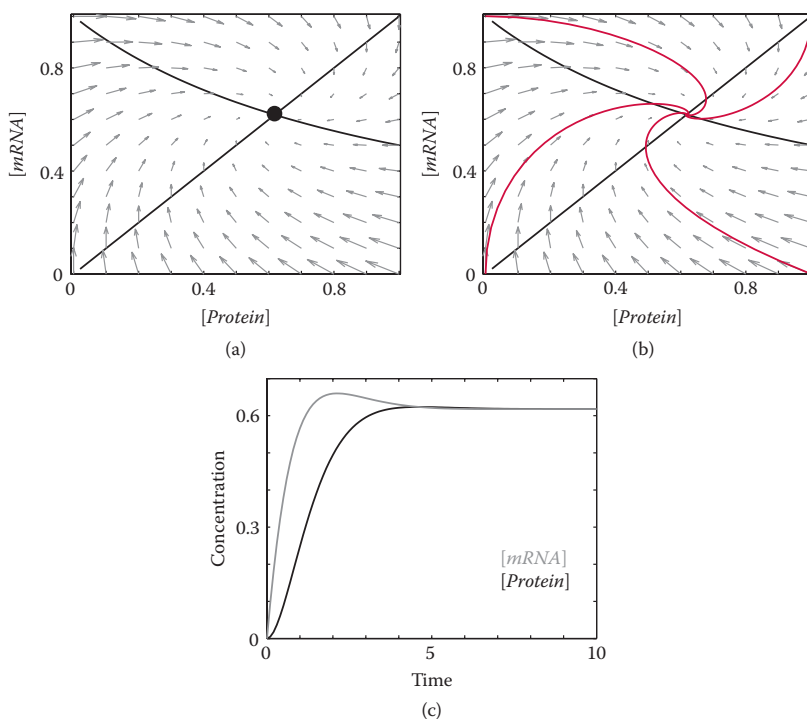 0.8
0.4
0
[mRNA]
0
0.4
0.8
[Protein]
(a)
0.8
0.4
0
[mRNA]
0
0.4
0.8
[Protein]
(b)
0.6
0.3
0
Concentration
[mRNA]
[Protein]
0
5
10
Time
(c)